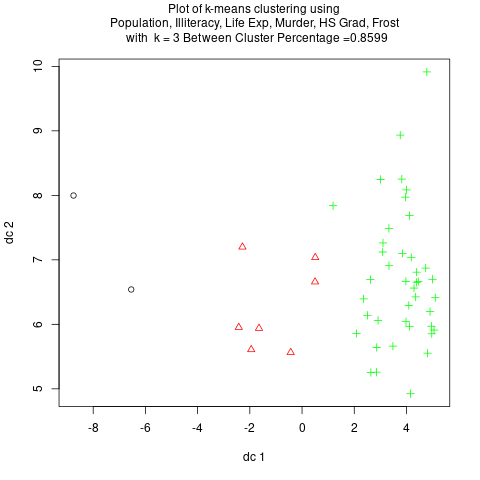 Plot of k-means clustering using
Population, Illiteracy, Life Exp, Murder, HS Grad, Frost
with  k = 3 Between Cluster Percentage =0.8599
10
9
8
7
6
5
dc 2
-8 -6 -4 -2 0 2 4
dc 1